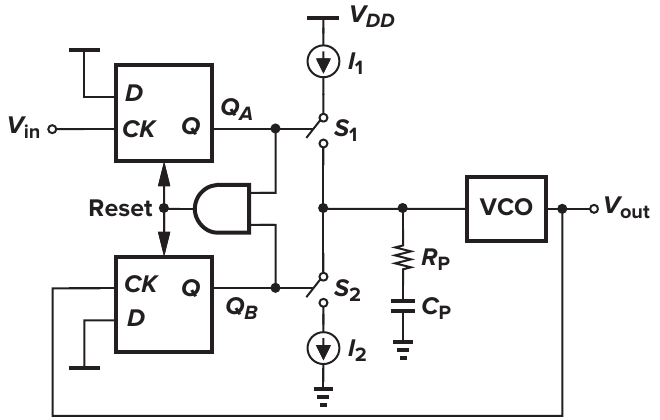 V_DD
I_1
D
Q_A
V_in
CK
Q
S_1
Reset
VCO
V_out
R_P
CK
Q
S_2
Q_B
C_P
D
I_2